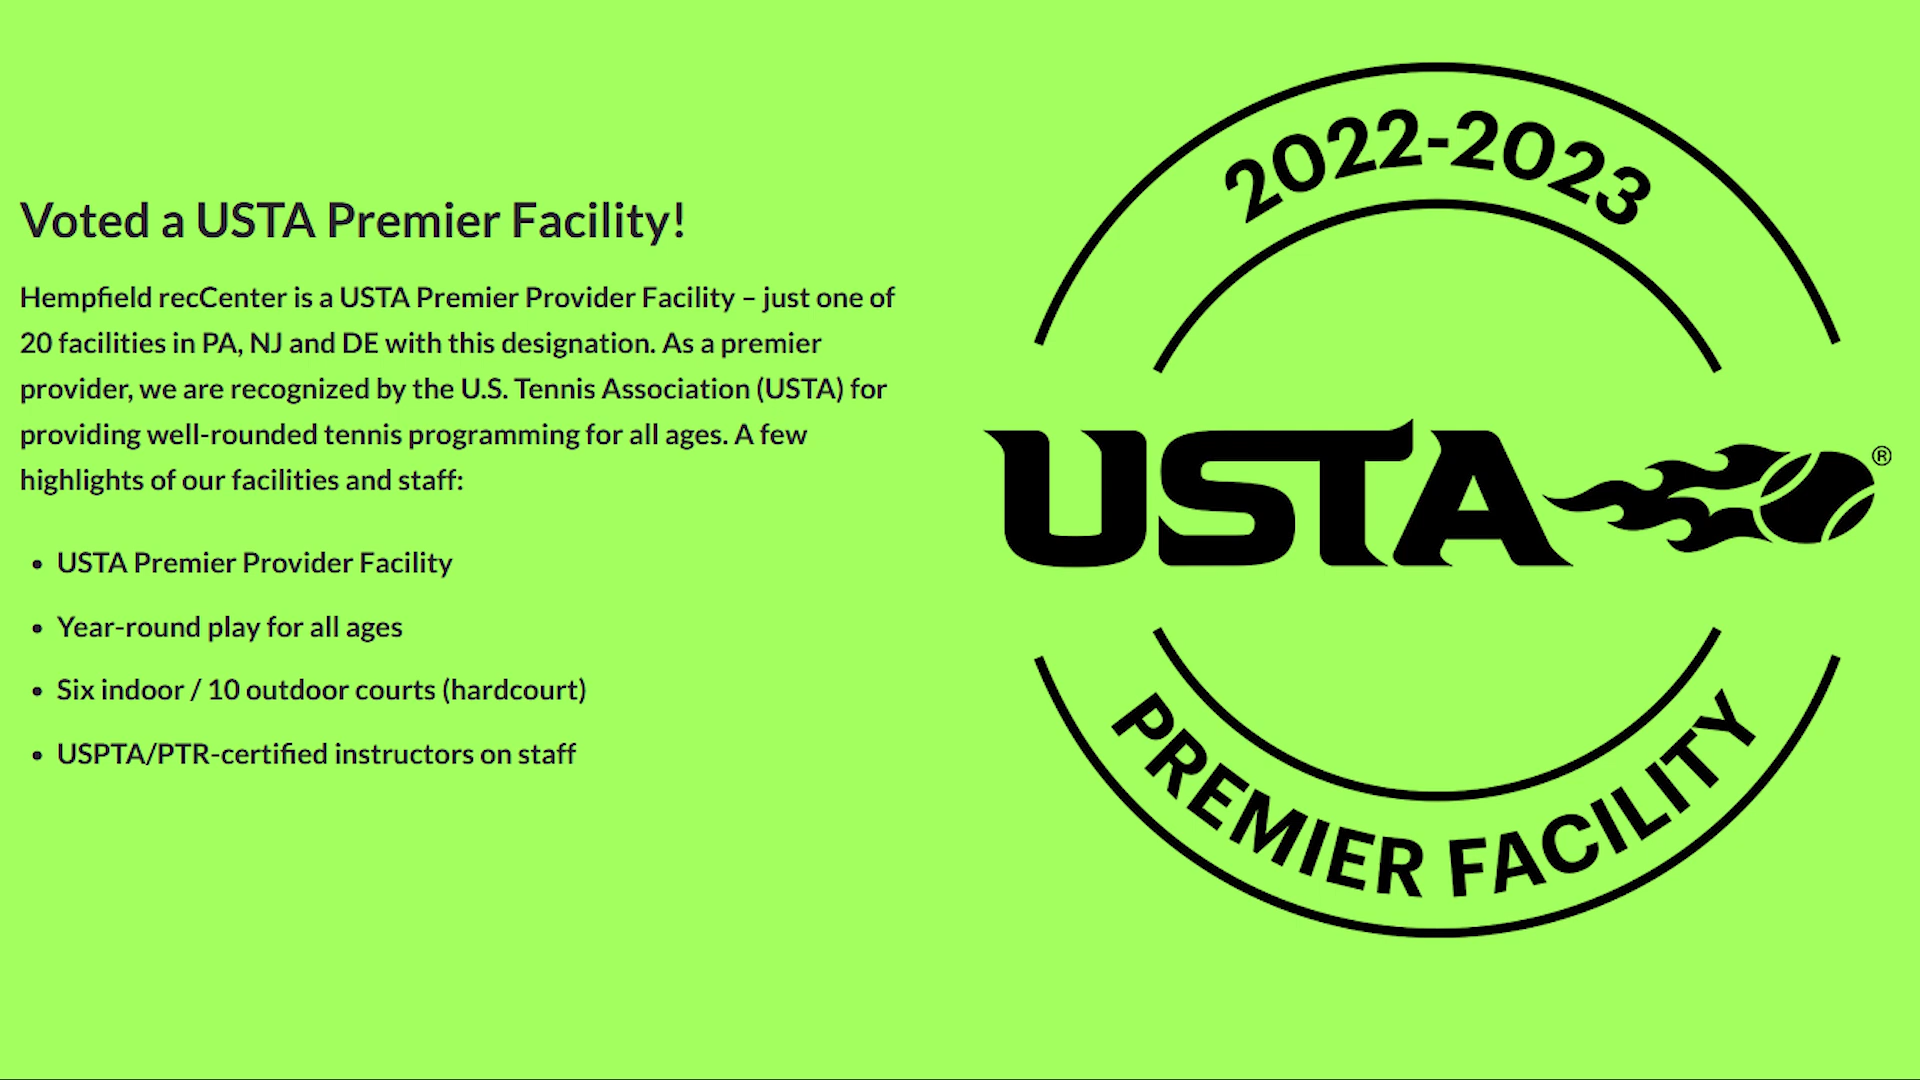 Voted a USTA Premier Facility!
Hempfield recCenter is a USTA Premier Provider Facility – just one of
20 facilities in PA, NJ and DE with this designation. As a premier
provider, we are recognized by the U.S. Tennis Association (USTA) for
providing well-rounded tennis programming for all ages. A few
highlights of our facilities and staff:
• USTA Premier Provider Facility
• Year-round play for all ages
• Six indoor / 10 outdoor courts (hardcourt)
• USPTA/PTR-certified instructors on staff
2022-2023
USTA ®
PREMIER FACILITY